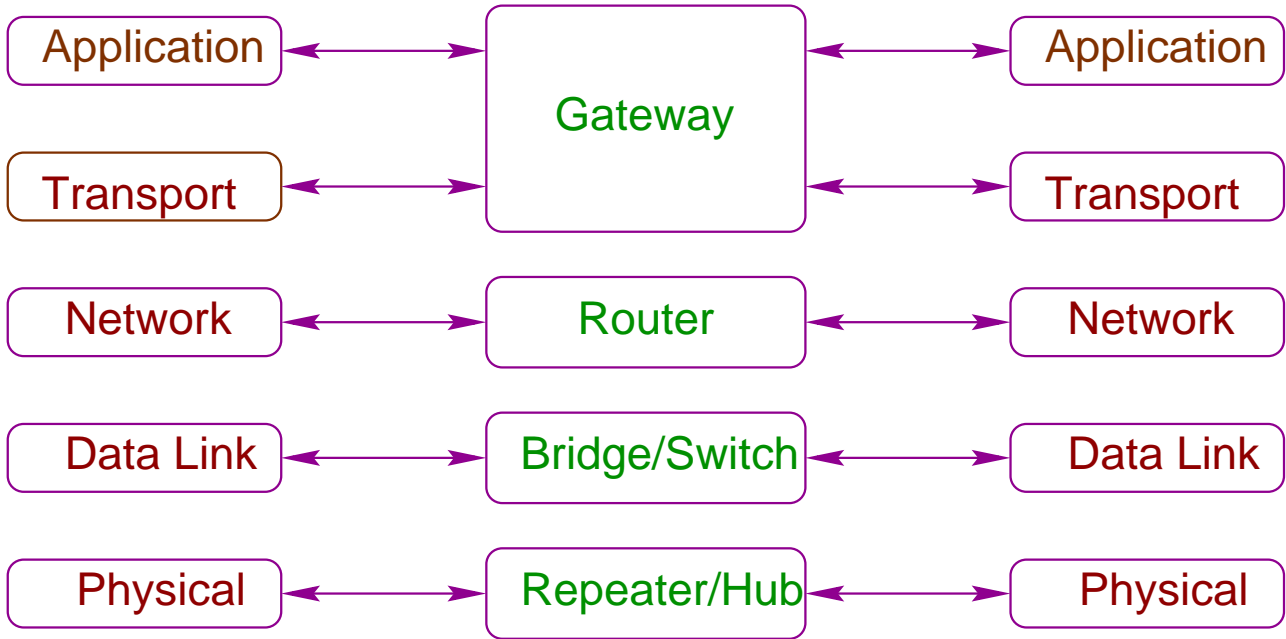 Application
Gateway
Application
Transport
Transport
Network
Router
Network
Data Link
Bridge/Switch
Data Link
Physical
Repeater/Hub
Physical